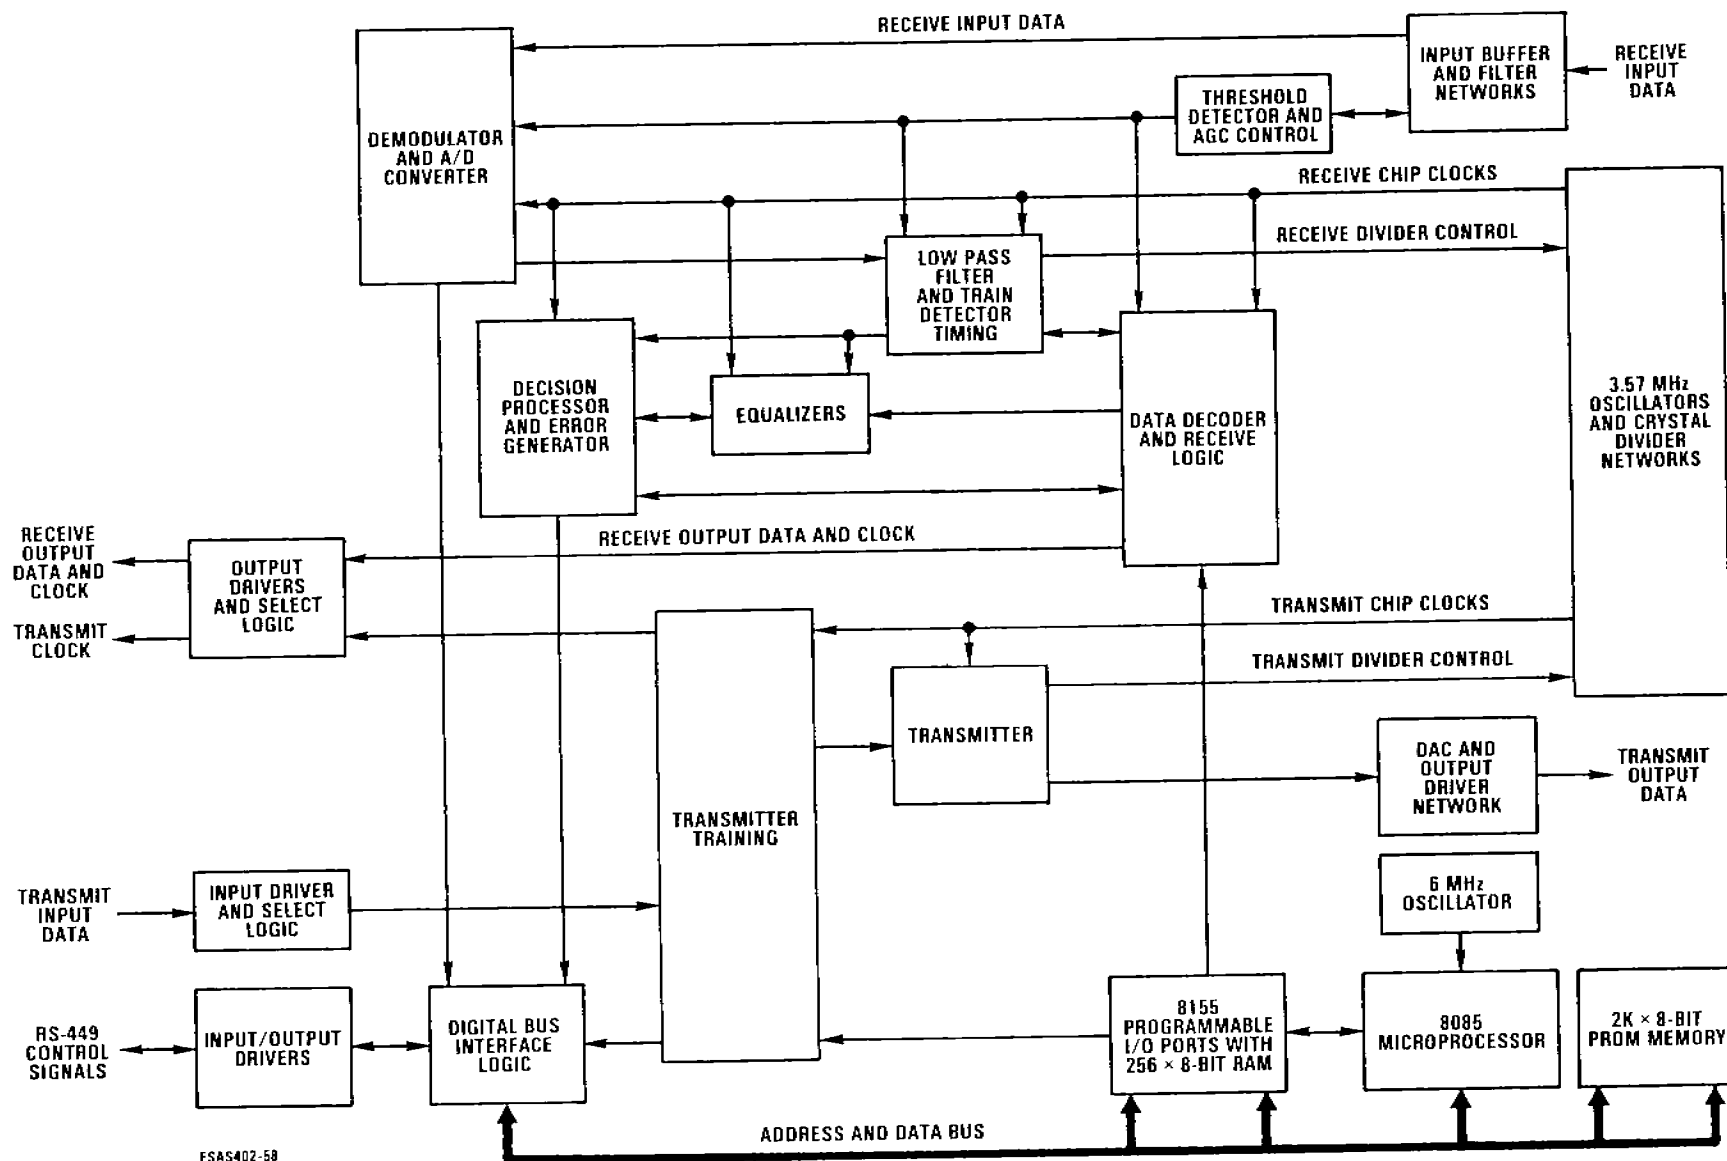 RECEIVE INPUT DATA
INPUT BUFFER
AND FILTER
NETWORKS
RECEIVE
INPUT
DATA
THRESHOLD
DETECTOR AND
AGC CONTROL
DEMODULATOR
AND A/D
CONVERTER
RECEIVE CHIP CLOCKS
RECEIVE DIVIDER CONTROL
LOW PASS
FILTER
AND TRAIN
DETECTOR
TIMING
DECISION
PROCESSOR
AND ERROR
GENERATOR
EQUALIZERS
DATA DECODER
AND RECEIVE
LOGIC
3.57 MHz
OSCILLATORS
AND CRYSTAL
DIVIDER
NETWORKS
RECEIVE
OUTPUT
DATA AND
CLOCK
TRANSMIT
CLOCK
OUTPUT
DRIVERS
AND SELECT
LOGIC
RECEIVE OUTPUT DATA AND CLOCK
TRANSMIT CHIP CLOCKS
TRANSMIT DIVIDER CONTROL
TRANSMITTER
DAC AND
OUTPUT
DRIVER
NETWORK
TRANSMIT
OUTPUT
DATA
TRANSMITTER
TRAINING
TRANSMIT
INPUT
DATA
INPUT DRIVER
AND SELECT
LOGIC
6 MHz
OSCILLATOR
RS-449
CONTROL
SIGNALS
INPUT/OUTPUT
DRIVERS
DIGITAL BUS
INTERFACE
LOGIC
8155
PROGRAMMABLE
I/O PORTS WITH
256 × 8-BIT RAM
8085
MICROPROCESSOR
2K × 8-BIT
PROM MEMORY
ADDRESS AND DATA BUS
FSAS402-58